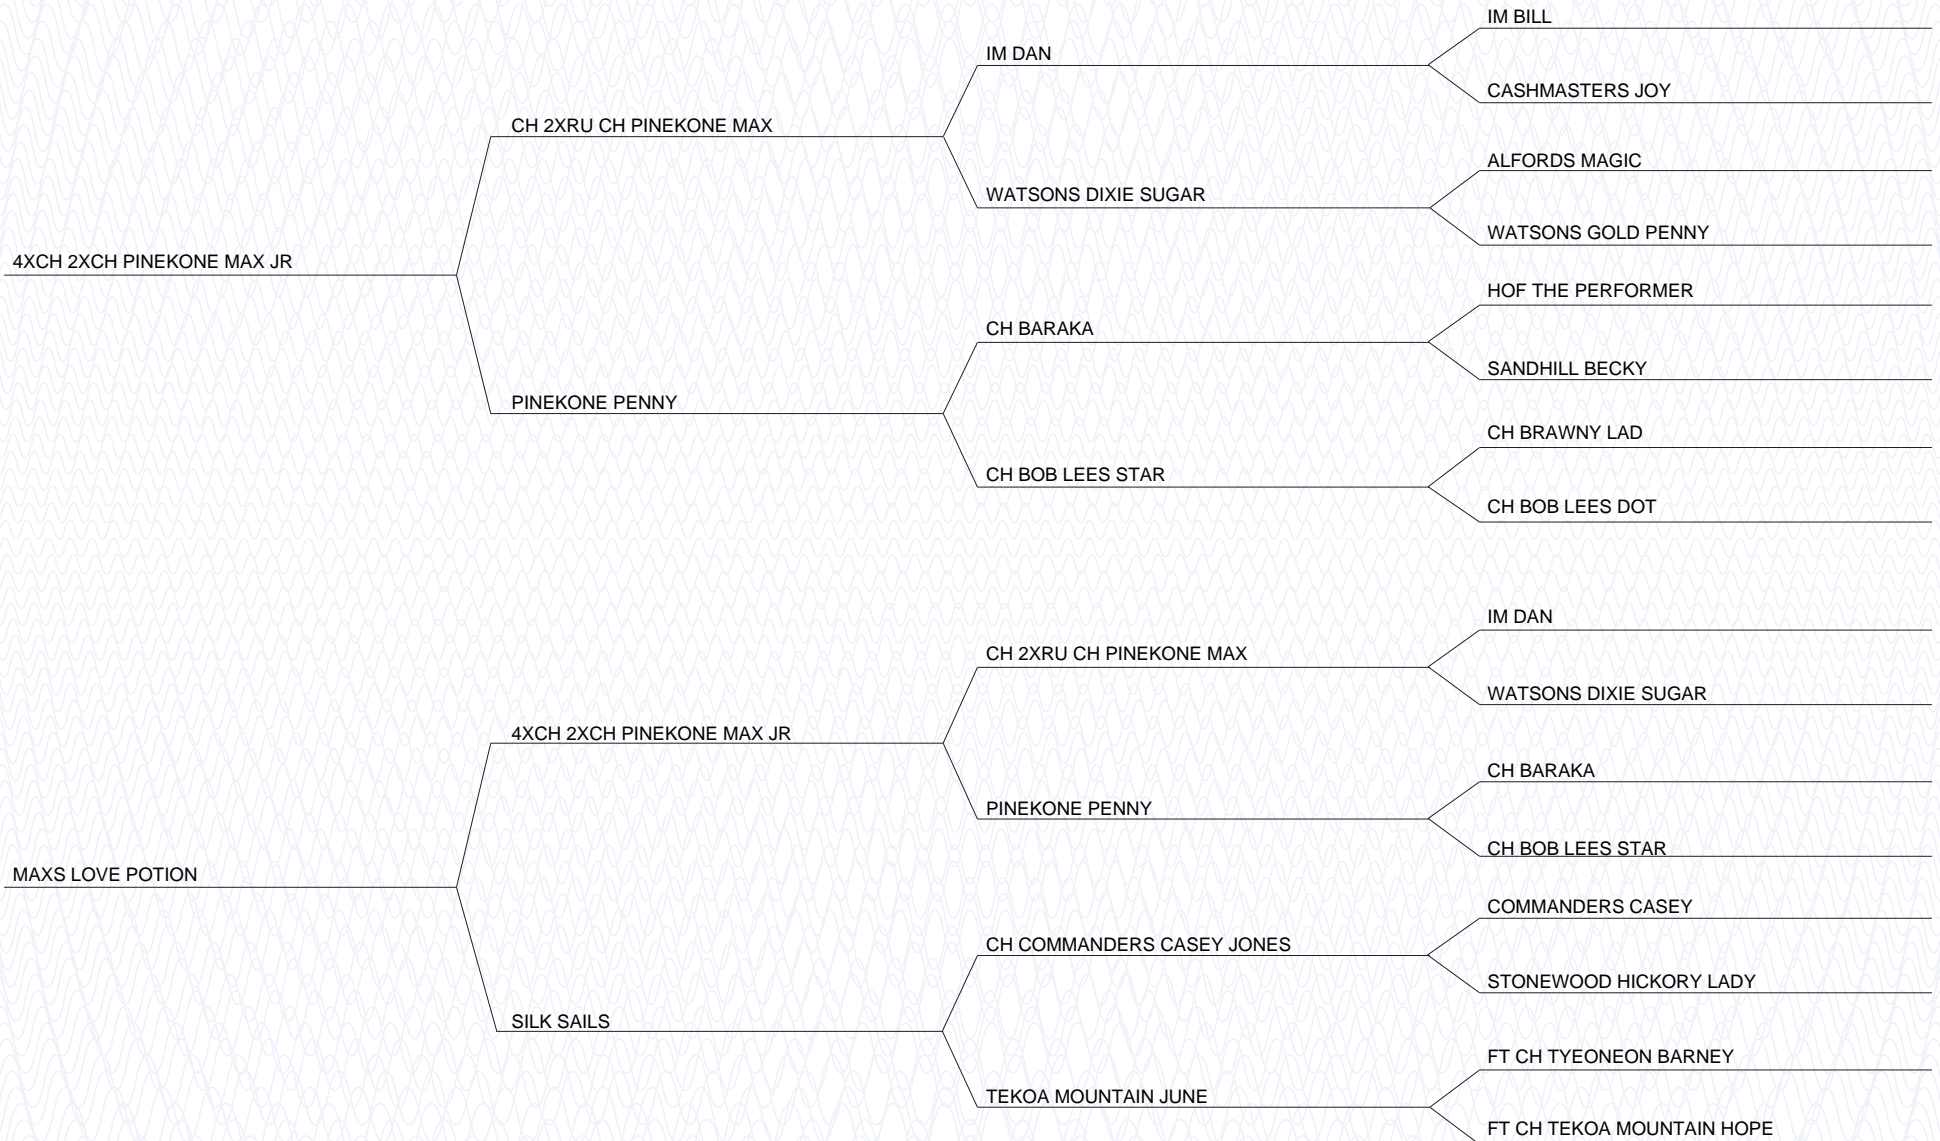 IM BILL
IM DAN
CASHMASTERS JOY
CH 2XRU CH PINEKONE MAX
ALFORDS MAGIC
WATSONS DIXIE SUGAR
WATSONS GOLD PENNY
4XCH 2XCH PINEKONE MAX JR
HOF THE PERFORMER
CH BARAKA
SANDHILL BECKY
PINEKONE PENNY
CH BRAWNY LAD
CH BOB LEES STAR
CH BOB LEES DOT
IM DAN
CH 2XRU CH PINEKONE MAX
WATSONS DIXIE SUGAR
4XCH 2XCH PINEKONE MAX JR
CH BARAKA
PINEKONE PENNY
CH BOB LEES STAR
MAXS LOVE POTION
COMMANDERS CASEY
CH COMMANDERS CASEY JONES
STONEWOOD HICKORY LADY
SILK SAILS
FT CH TYEONEON BARNEY
TEKOA MOUNTAIN JUNE
FT CH TEKOA MOUNTAIN HOPE